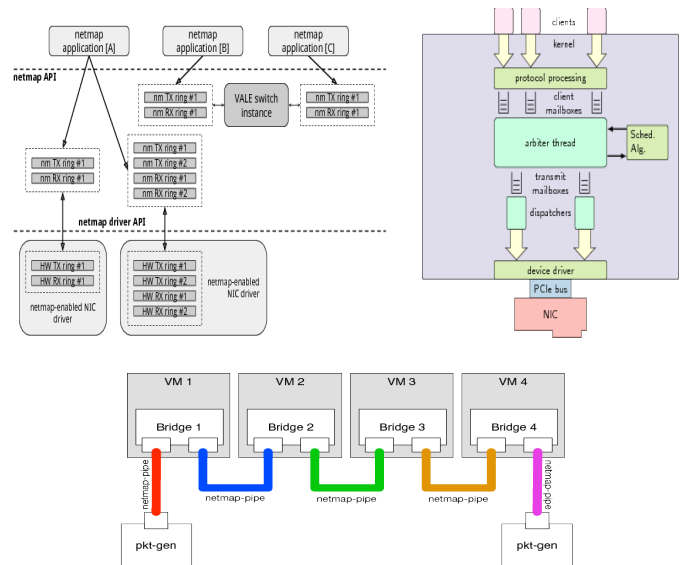 netmap
application [A]
netmap
application [B]
netmap
application [C]
netmap API
nm TX ring #1
nm RX ring #1
VALE switch
instance
nm TX ring #1
nm RX ring #1
nm TX ring #1
nm RX ring #1
nm TX ring #1
nm TX ring #2
nm RX ring #1
nm RX ring #2
netmap driver API
HW TX ring #1
HW RX ring #1
netmap-enabled NIC
driver
HW TX ring #1
HW TX ring #2
HW RX ring #1
HW RX ring #2
netmap-enabled
NIC driver
clients
kernel
protocol processing
client
mailboxes
arbiter thread
Sched.
Alg.
transmit
mailboxes
dispatchers
device driver
PCIe bus
NIC
VM 1
VM 2
VM 3
VM 4
Bridge 1
Bridge 2
Bridge 3
Bridge 4
netmap-pipe
netmap-pipe
netmap-pipe
netmap-pipe
netmap-pipe
pkt-gen
pkt-gen